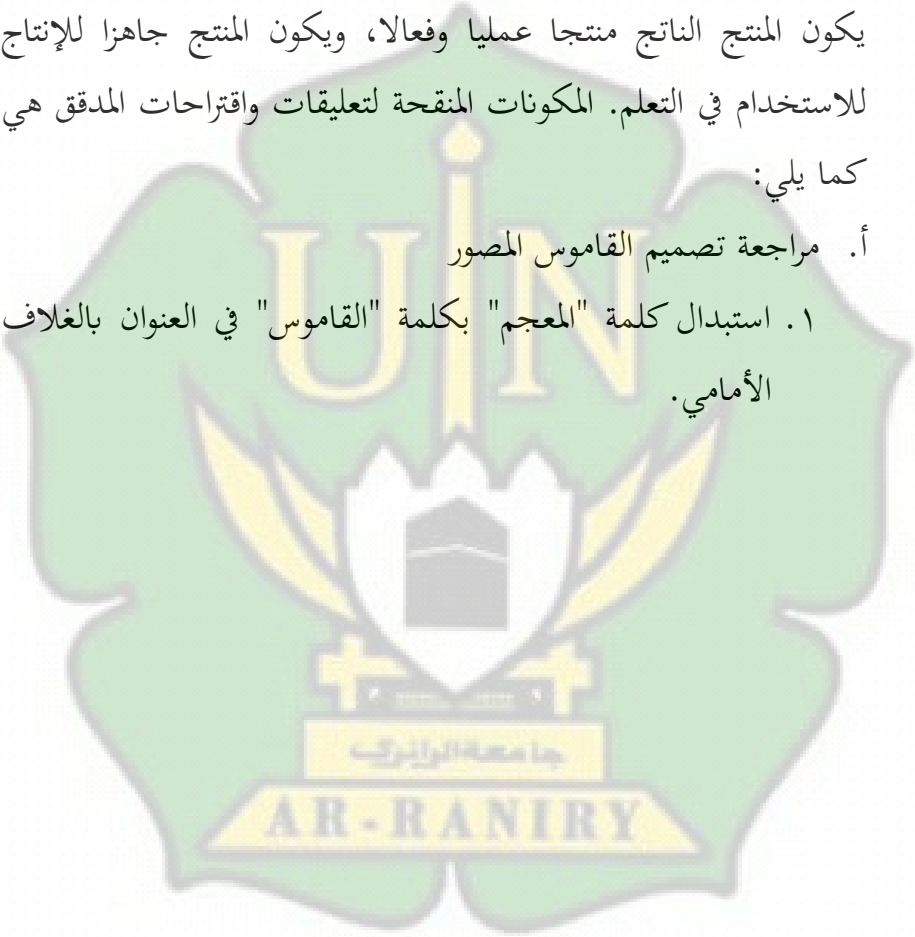 يكون المنتج الناتج منتجا عمليا وفعالا، ويكون المنتج جاهزا للإنتاج
للاستخدام في التعلم. المكونات المنقحة لتعليقات واقتراحات المدقق هي
كما يلي:
أ. مراجعة تصميم القاموس المصور
١. استبدال كلمة "المعجم" بكلمة "القاموس" في العنوان بالغلاف
الأمامي.
UIN
جامعة الرانري
AR-RANIRY